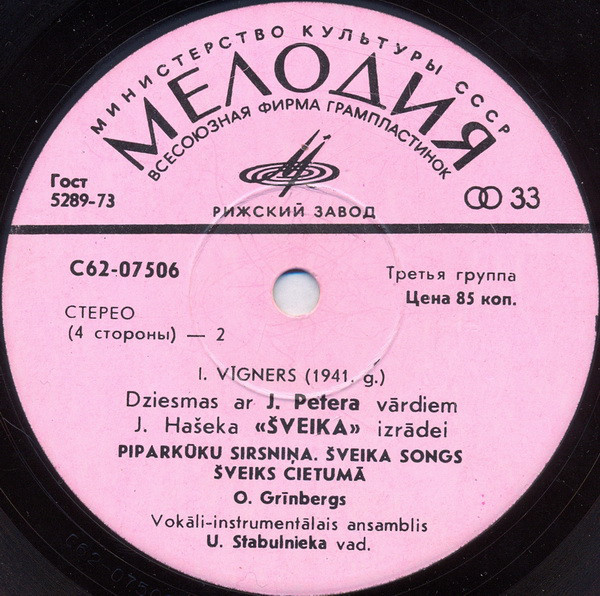 МИНИСТЕРСТВО КУЛЬТУРЫ СССР
МЕЛОДИЯ
ВСЕСОЮЗНАЯ ФИРМА ГРАМПЛАСТИНОК
Гост
5289-73
33
РИЖСКИЙ ЗАВОД
С62-07506
Третья группа
Цена 85 коп.
СТЕРЕО
(4 стороны) — 2
I. VĪGNERS (1941. g.)
Dziesmas ar J. Petera vārdiem
J. Hašeka «ŠVEIKA» izrādei
PIPARKŪKU SIRSNIŅA. ŠVEIKA SONGS
ŠVEIKS CIETUMĀ
O. Grīnbergs
Vokāli-instrumentālais ansamblis
U. Stabulnieka vad.